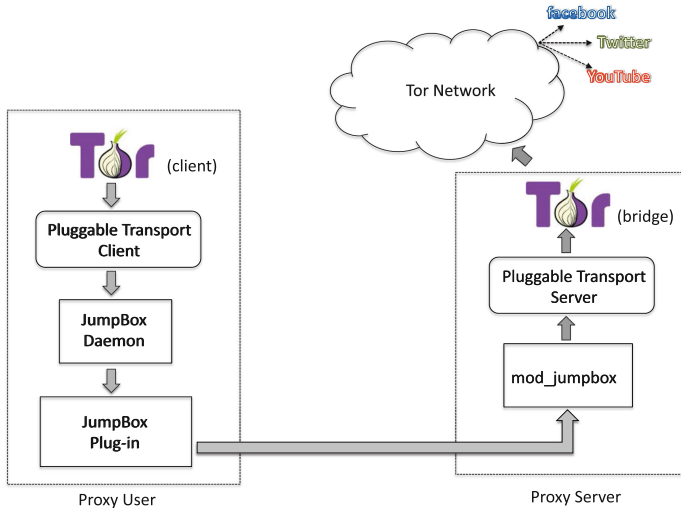 facebook
Twitter
YouTube
Tor Network
Tor (client)
Pluggable Transport
Client
JumpBox
Daemon
JumpBox
Plug-in
Proxy User
Tor (bridge)
Pluggable Transport
Server
mod_jumpbox
Proxy Server